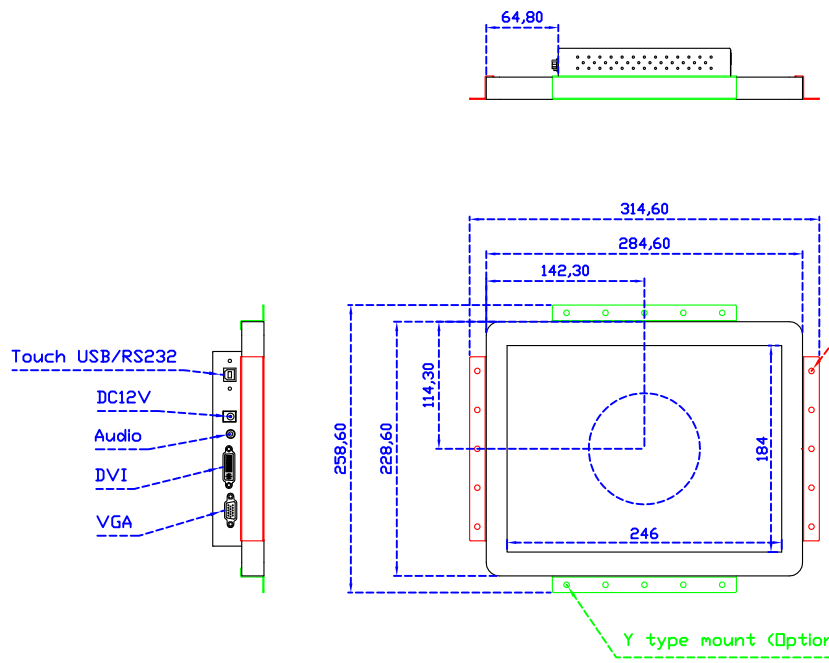 64,80
314,60
284,60
142,30
Touch USB/RS232
DC12V
Audio
DVI
VGA
114,30
258,60
228,60
184
246
Y type mount (Option